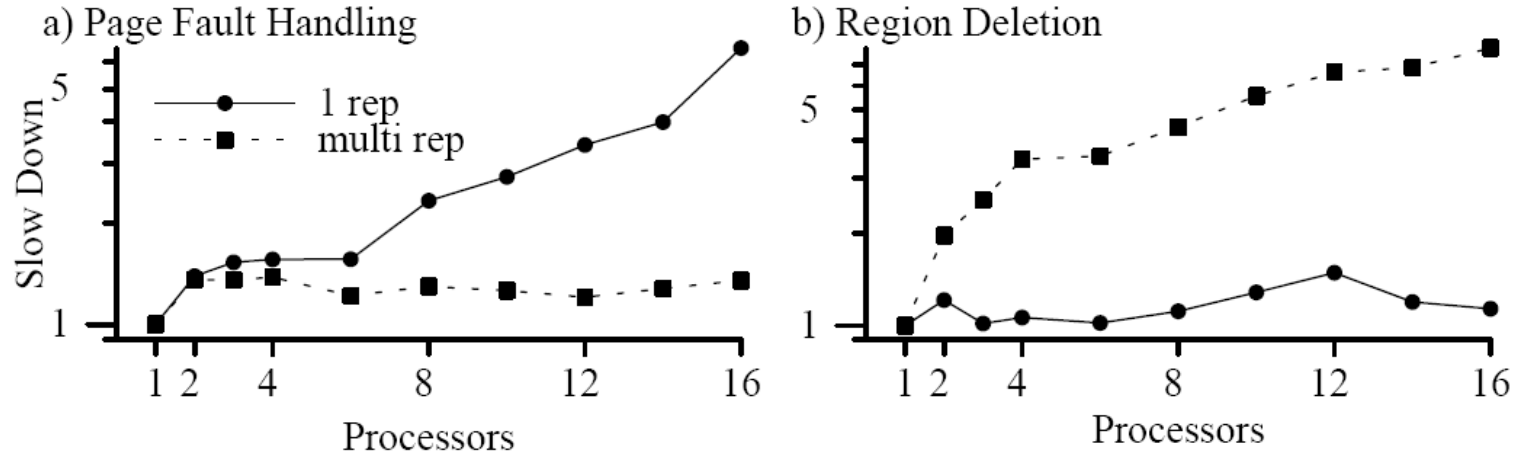 a) Page Fault Handling
Slow Down
5
1
1 rep
multi rep
1 2 4 8 12 16
Processors
b) Region Deletion
5
1
1 2 4 8 12 16
Processors